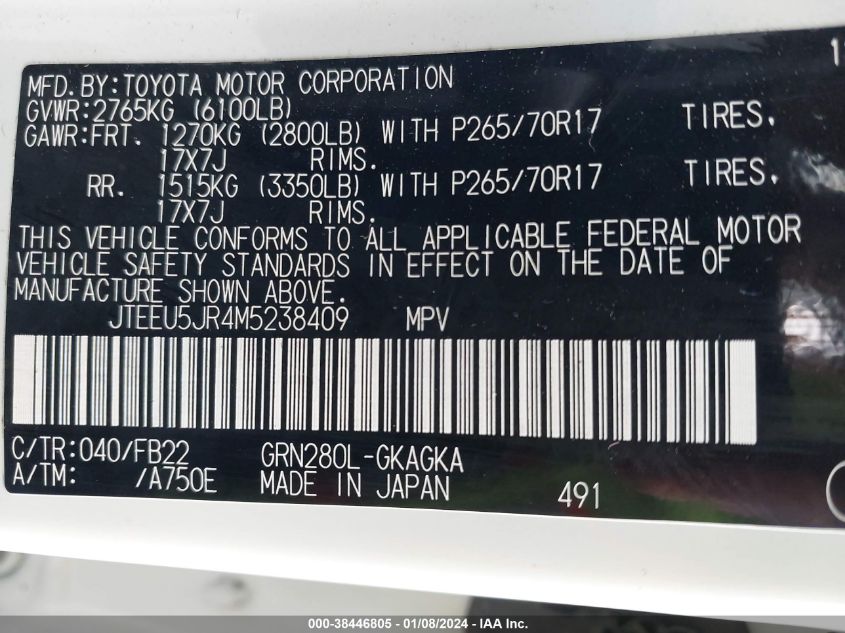 MFD.BY:TOYOTA MOTOR CORPORATION
GVWR:2765KG (6100LB)
GAWR:FRT. 1270KG (2800LB) WITH P265/70R17 TIRES,
17X7J RIMS.
RR. 1515KG (3350LB) WITH P265/70R17 TIRES,
17X7J RIMS.
THIS VEHICLE CONFORMS TO ALL APPLICABLE FEDERAL MOTOR
VEHICLE SAFETY STANDARDS IN EFFECT ON THE DATE OF
MANUFACTURE SHOWN ABOVE.
JTEEU5JR4M5238409 MPV
C/TR:040/FB22 GRN280L-GKAGKA
A/TM: /A750E MADE IN JAPAN 491
000-38446805 - 01/08/2024 - IAA Inc.